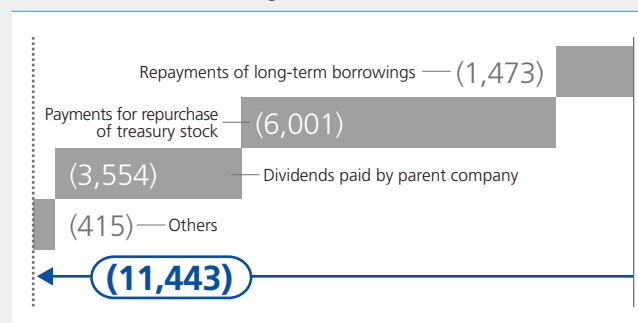 Repayments of long-term borrowings (1,473)
Payments for repurchase
of treasury stock
(6,001)
(3,554) Dividends paid by parent company
(415) Others
(11,443)